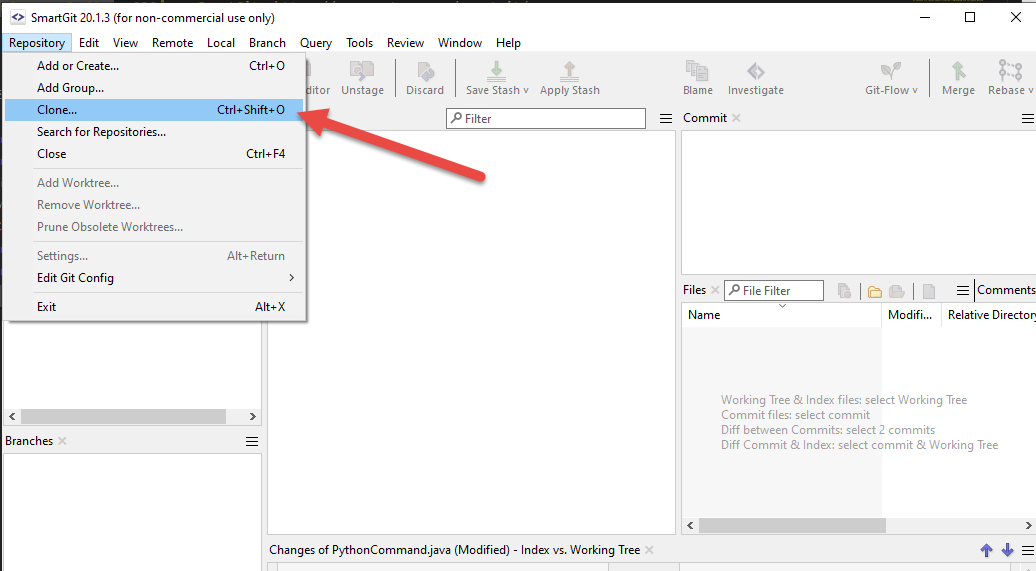 SmartGit 20.1.3 (for non-commercial use only)
Repository Edit View Remote Local Branch Query Tools Review Window Help
Add or Create... Ctrl+O
Add Group...
Clone... Ctrl+Shift+O
Search for Repositories...
Close Ctrl+F4
Add Worktree...
Remove Worktree...
Prune Obsolete Worktrees...
Settings... Alt+Return
Edit Git Config
Exit Alt+X
ditor Unstage Discard Save Stash Apply Stash Blame Investigate Git-Flow Merge Rebase
Filter
Commit
Files File Filter Comments
Name Modifi... Relative Directory
Working Tree & Index files: select Working Tree
Commit files: select commit
Diff between Commits: select 2 commits
Diff Commit & Index: select commit & Working Tree
Branches
Changes of PythonCommand.java (Modified) - Index vs. Working Tree